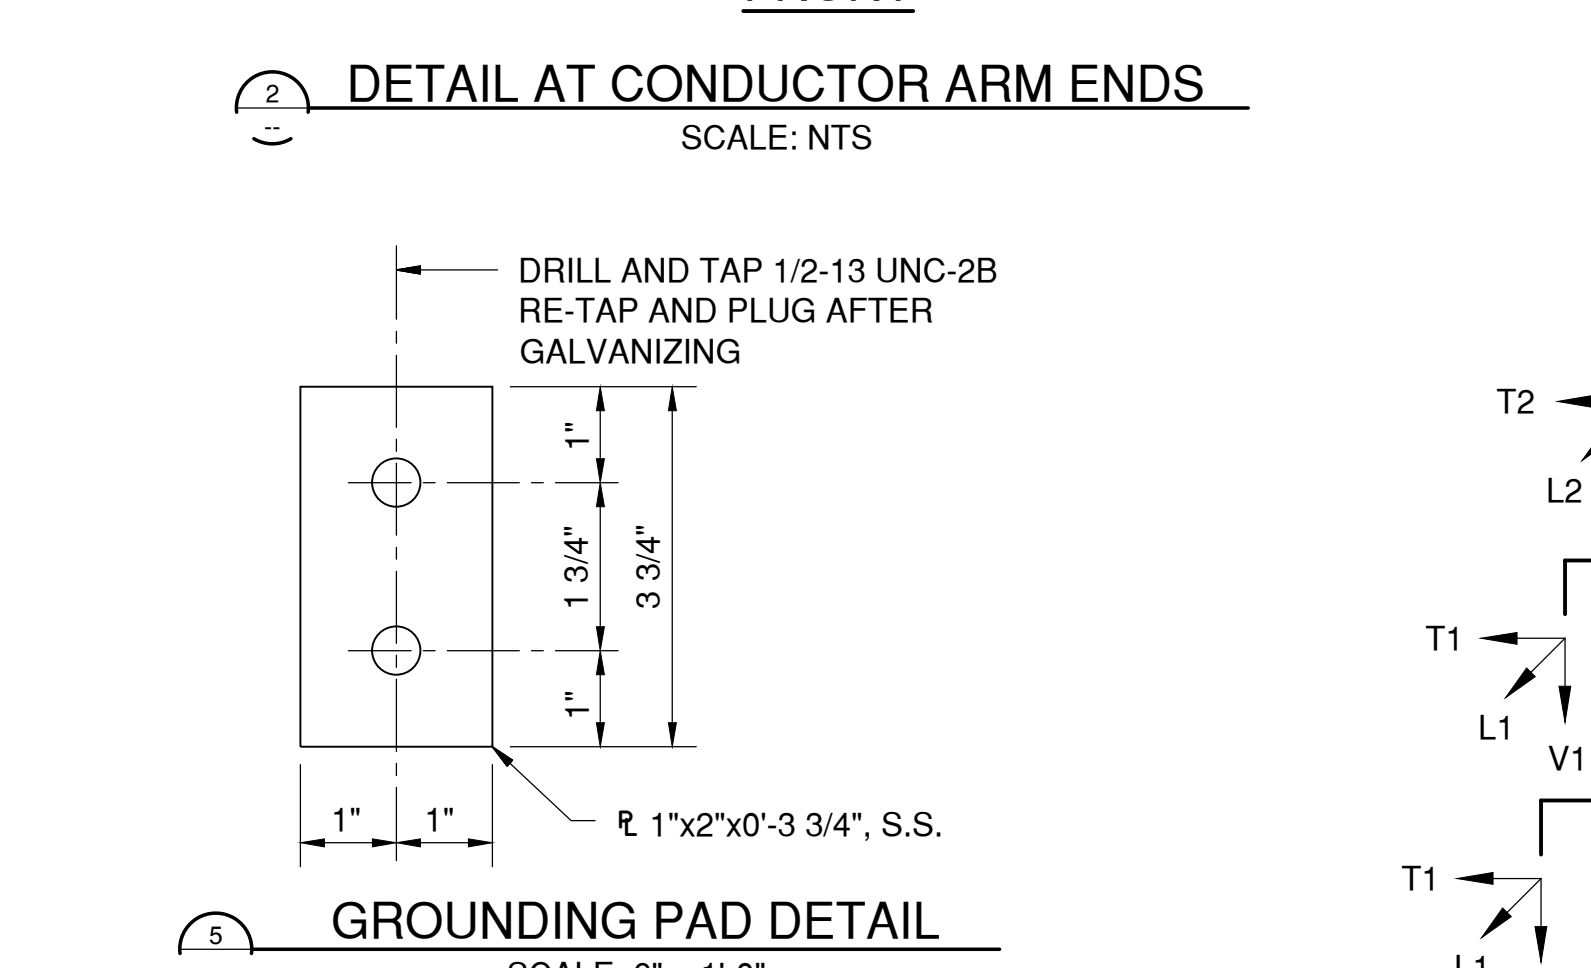 2
DETAIL AT CONDUCTOR ARM ENDS
--
SCALE: NTS
DRILL AND TAP 1/2-13 UNC-2B
RE-TAP AND PLUG AFTER
GALVANIZING
1"
1 3/4"
3 3/4"
1"
1"
1"
℄ 1"x2"x0'-3 3/4", S.S.
5
GROUNDING PAD DETAIL
T2
L2
T1
L1
V1
T1
L1